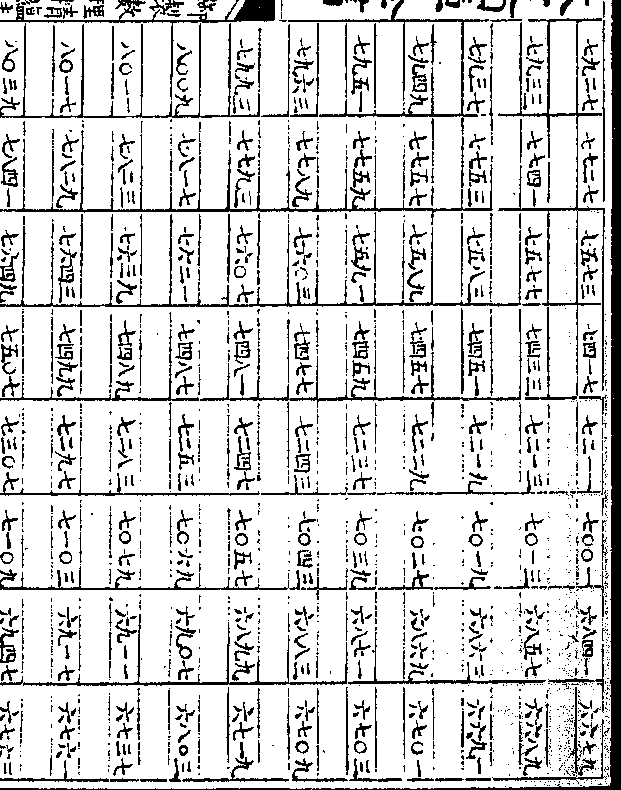 七九二七 七七二七 七五七三 七四一七 七二一一 七〇〇一 六八四一 六六七九
七九三三 七七四一 七五七七 七四三三 七二一三 七〇一三 六八五七 六六八九
七九三七 七七五三 七五八三 七四五一 七二一九 七〇一九 六八六三 六六九一
七九四九 七七五七 七五八九 七四五七 七二二九 七〇二七 六八六九 六七〇一
七九五一 七七五九 七五九一 七四五九 七二三七 七〇三九 六八七一 六七〇三
七九六三 七七八九 七六〇三 七四七七 七二四三 七〇四三 六八八三 六七〇九
七九九三 七七九三 七六〇七 七四八一 七二四七 七〇五七 六八九九 六七一九
八〇〇九 七八一七 七六二一 七四八七 七二五三 七〇六九 六九〇七 六八〇三
八〇一一 七八二三 七六三九 七四八九 七二八三 七〇七九 六九一一 六七三七
八〇一七 七八二九 七六四三 七四九九 七二九七 七一〇三 六九一七 六七六一
八〇三九 七八四一 七六四九 七五〇七 七三〇七 七一〇九 六九四七 六七六三